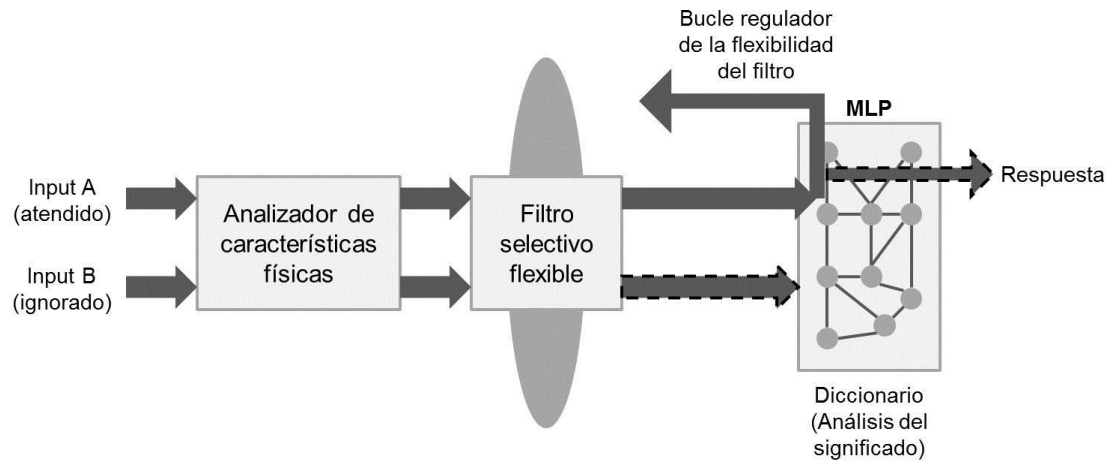 Bucle regulador
de la flexibilidad
del filtro
MLP
Input A
(atendido)
Analizador de
características
físicas
Filtro
selectivo
flexible
Respuesta
Input B
(ignorado)
Diccionario
(Análisis del
significado)